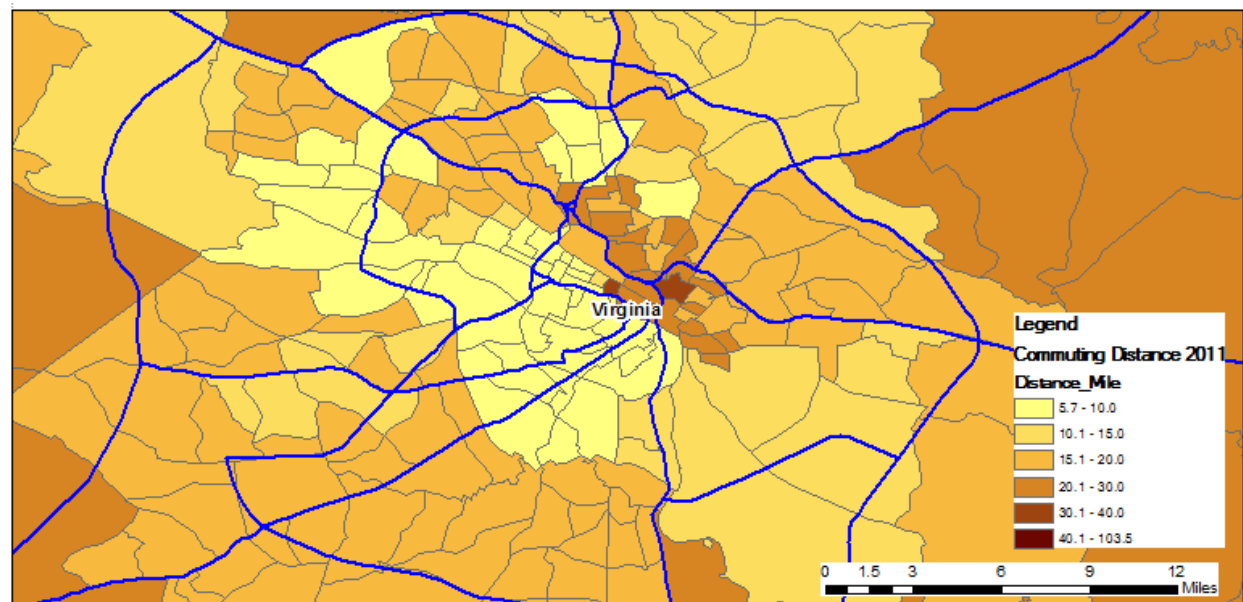 Virginia
Legend
Commuting Distance 2011
Distance_Mile
5.7 - 10.0
10.1 - 15.0
15.1 - 20.0
20.1 - 30.0
30.1 - 40.0
40.1 - 103.5
0 1.5 3 6 9 12
Miles